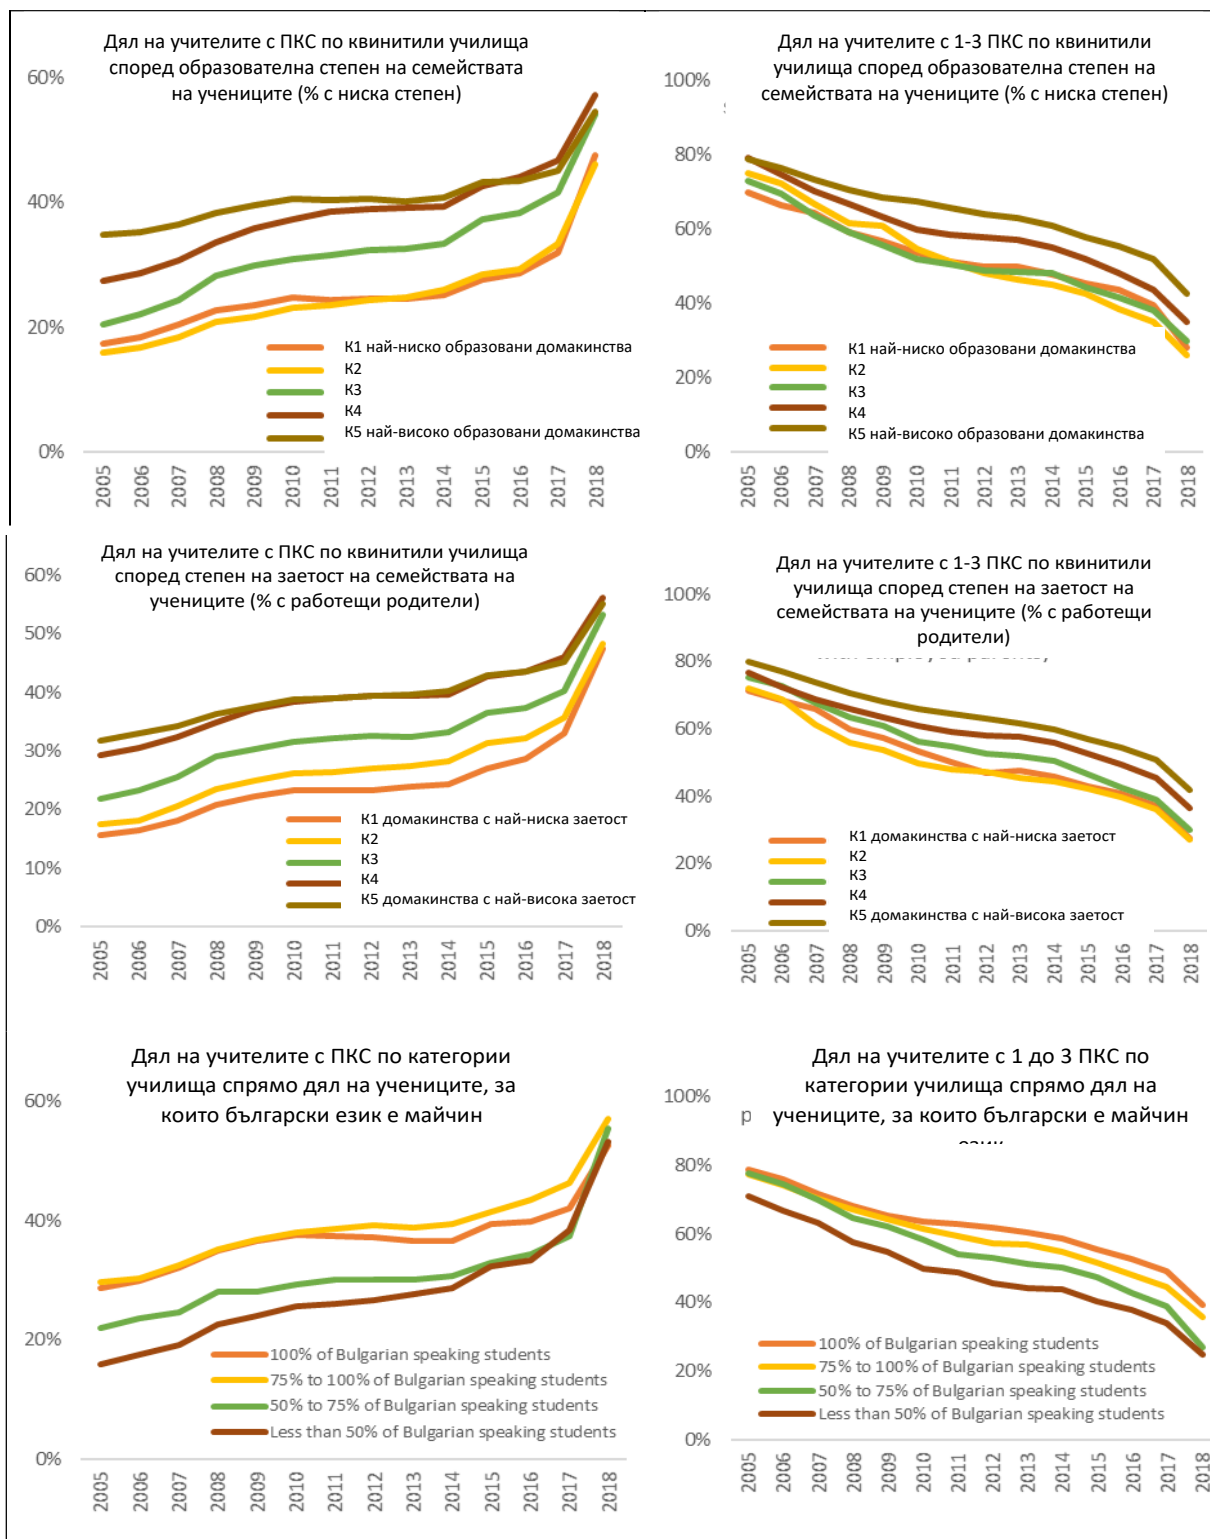 Дял на учителите с ПКС по квинитили училища
според образователна степен на семействата
на учениците (% с ниска степен)
60%
40%
20%
0%
К1 най-ниско образовани домакинства
К2
К3
К4
К5 най-високо образовани домакинства
2005 2006 2007 2008 2009 2010 2011 2012 2013 2014 2015 2016 2017 2018
Дял на учителите с 1-3 ПКС по квинитили
училища според образователна степен на
семействата на учениците (% с ниска степен)
100%
80%
60%
40%
20%
0%
К1 най-ниско образовани домакинства
К2
К3
К4
К5 най-високо образовани домакинства
2005 2006 2007 2008 2009 2010 2011 2012 2013 2014 2015 2016 2017 2018
Дял на учителите с ПКС по квинитили училища
според степен на заетост на семействата на
учениците (% с работещи родители)
60%
50%
40%
30%
20%
10%
0%
К1 домакинства с най-ниска заетост
К2
К3
К4
К5 домакинства с най-висока заетост
2005 2006 2007 2008 2009 2010 2011 2012 2013 2014 2015 2016 2017 2018
Дял на учителите с 1-3 ПКС по квинитили
училища според степен на заетост на
семействата на учениците (% с работещи
родители)
100%
80%
60%
40%
20%
0%
К1 домакинства с най-ниска заетост
К2
К3
К4
К5 домакинства с най-висока заетост
2005 2006 2007 2008 2009 2010 2011 2012 2013 2014 2015 2016 2017 2018
Дял на учителите с ПКС по категории
училища спрямо дял на учениците, за
които български език е майчин
60%
40%
20%
0%
100% of Bulgarian speaking students
75% to 100% of Bulgarian speaking students
50% to 75% of Bulgarian speaking students
Less than 50% of Bulgarian speaking students
2005 2006 2007 2008 2009 2010 2011 2012 2013 2014 2015 2016 2017 2018
Дял на учителите с 1 до 3 ПКС по
категории училища спрямо дял на
учениците, за които български е майчин
език
100%
80%
60%
40%
20%
0%
100% of Bulgarian speaking students
75% to 100% of Bulgarian speaking students
50% to 75% of Bulgarian speaking students
Less than 50% of Bulgarian speaking students
2005 2006 2007 2008 2009 2010 2011 2012 2013 2014 2015 2016 2017 2018